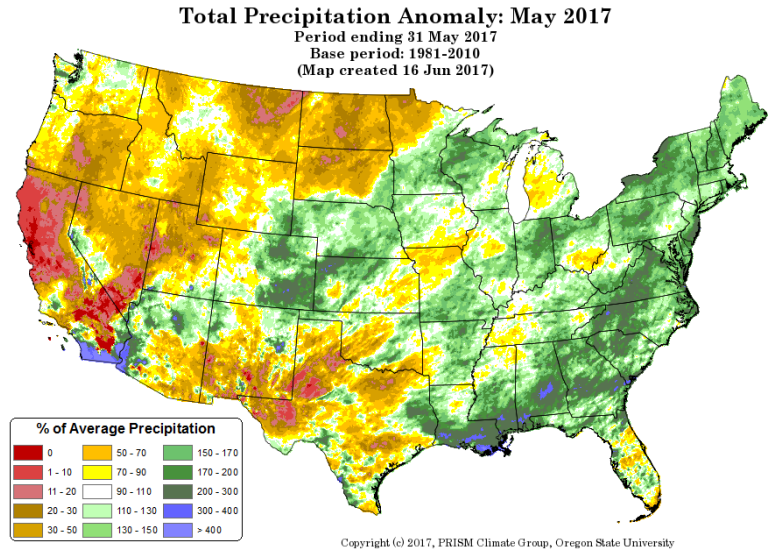 Total Precipitation Anomaly: May 2017
Period ending 31 May 2017
Base period: 1981-2010
(Map created 16 Jun 2017)
% of Average Precipitation
0
50 - 70
150 - 170
1 - 10
70 - 90
170 - 200
11 - 20
90 - 110
200 - 300
20 - 30
110 - 130
300 - 400
30 - 50
130 - 150
> 400
Copyright (c) 2017, PRISM Climate Group, Oregon State University